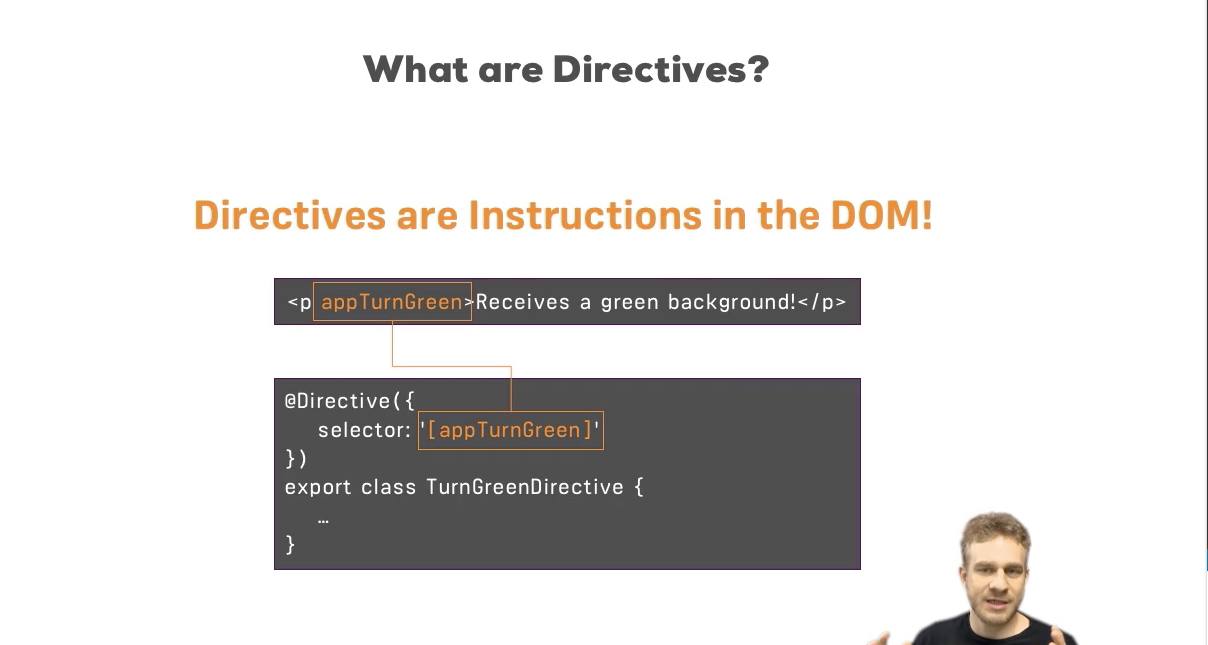 What are Directives?
Directives are Instructions in the DOM!
<p appTurnGreen>Receives a green background!</p>
@Directive({
selector: '[appTurnGreen]'
})
export class TurnGreenDirective {
…
}